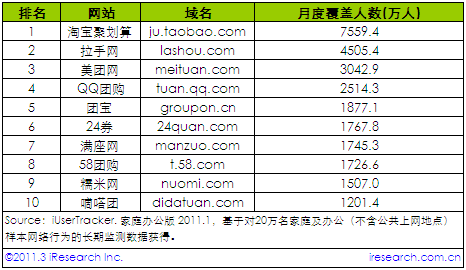 排名 网站 域名 月度覆盖人数(万人)
1 淘宝聚划算 ju.taobao.com 7559.4
2 拉手网 lashou.com 4505.4
3 美团网 meituan.com 3042.9
4 QQ团购 tuan.qq.com 2514.3
5 团宝 groupon.cn 1877.1
6 24券 24quan.com 1767.8
7 满座网 manzuo.com 1745.3
8 58团购 t.58.com 1726.6
9 糯米网 nuomi.com 1507.0
10 嘀嗒团 didatuan.com 1201.4
Source：iUserTracker. 家庭办公版 2011.1，基于对20万名家庭及办公（不含公共上网地点）
样本网络行为的长期监测数据获得。
©2011.3 iResearch Inc. iresearch.com.cn